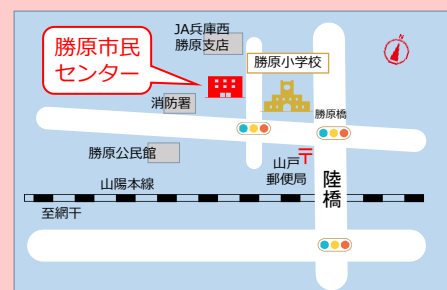 JA兵庫西
勝原支店
勝原市民
センター
勝原小学校
消防署
勝原橋
勝原公民館
山戸
郵便局
〒
陸橋
山陽本線
至網干